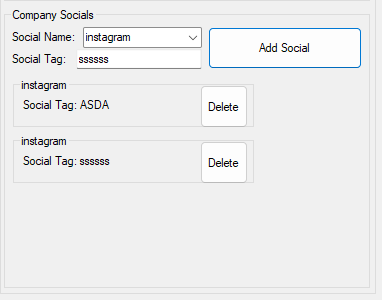 Company Socials
Social Name: instagram
Add Social
Social Tag: ssssss
instagram
Social Tag: ASDA
Delete
instagram
Social Tag: ssssss
Delete